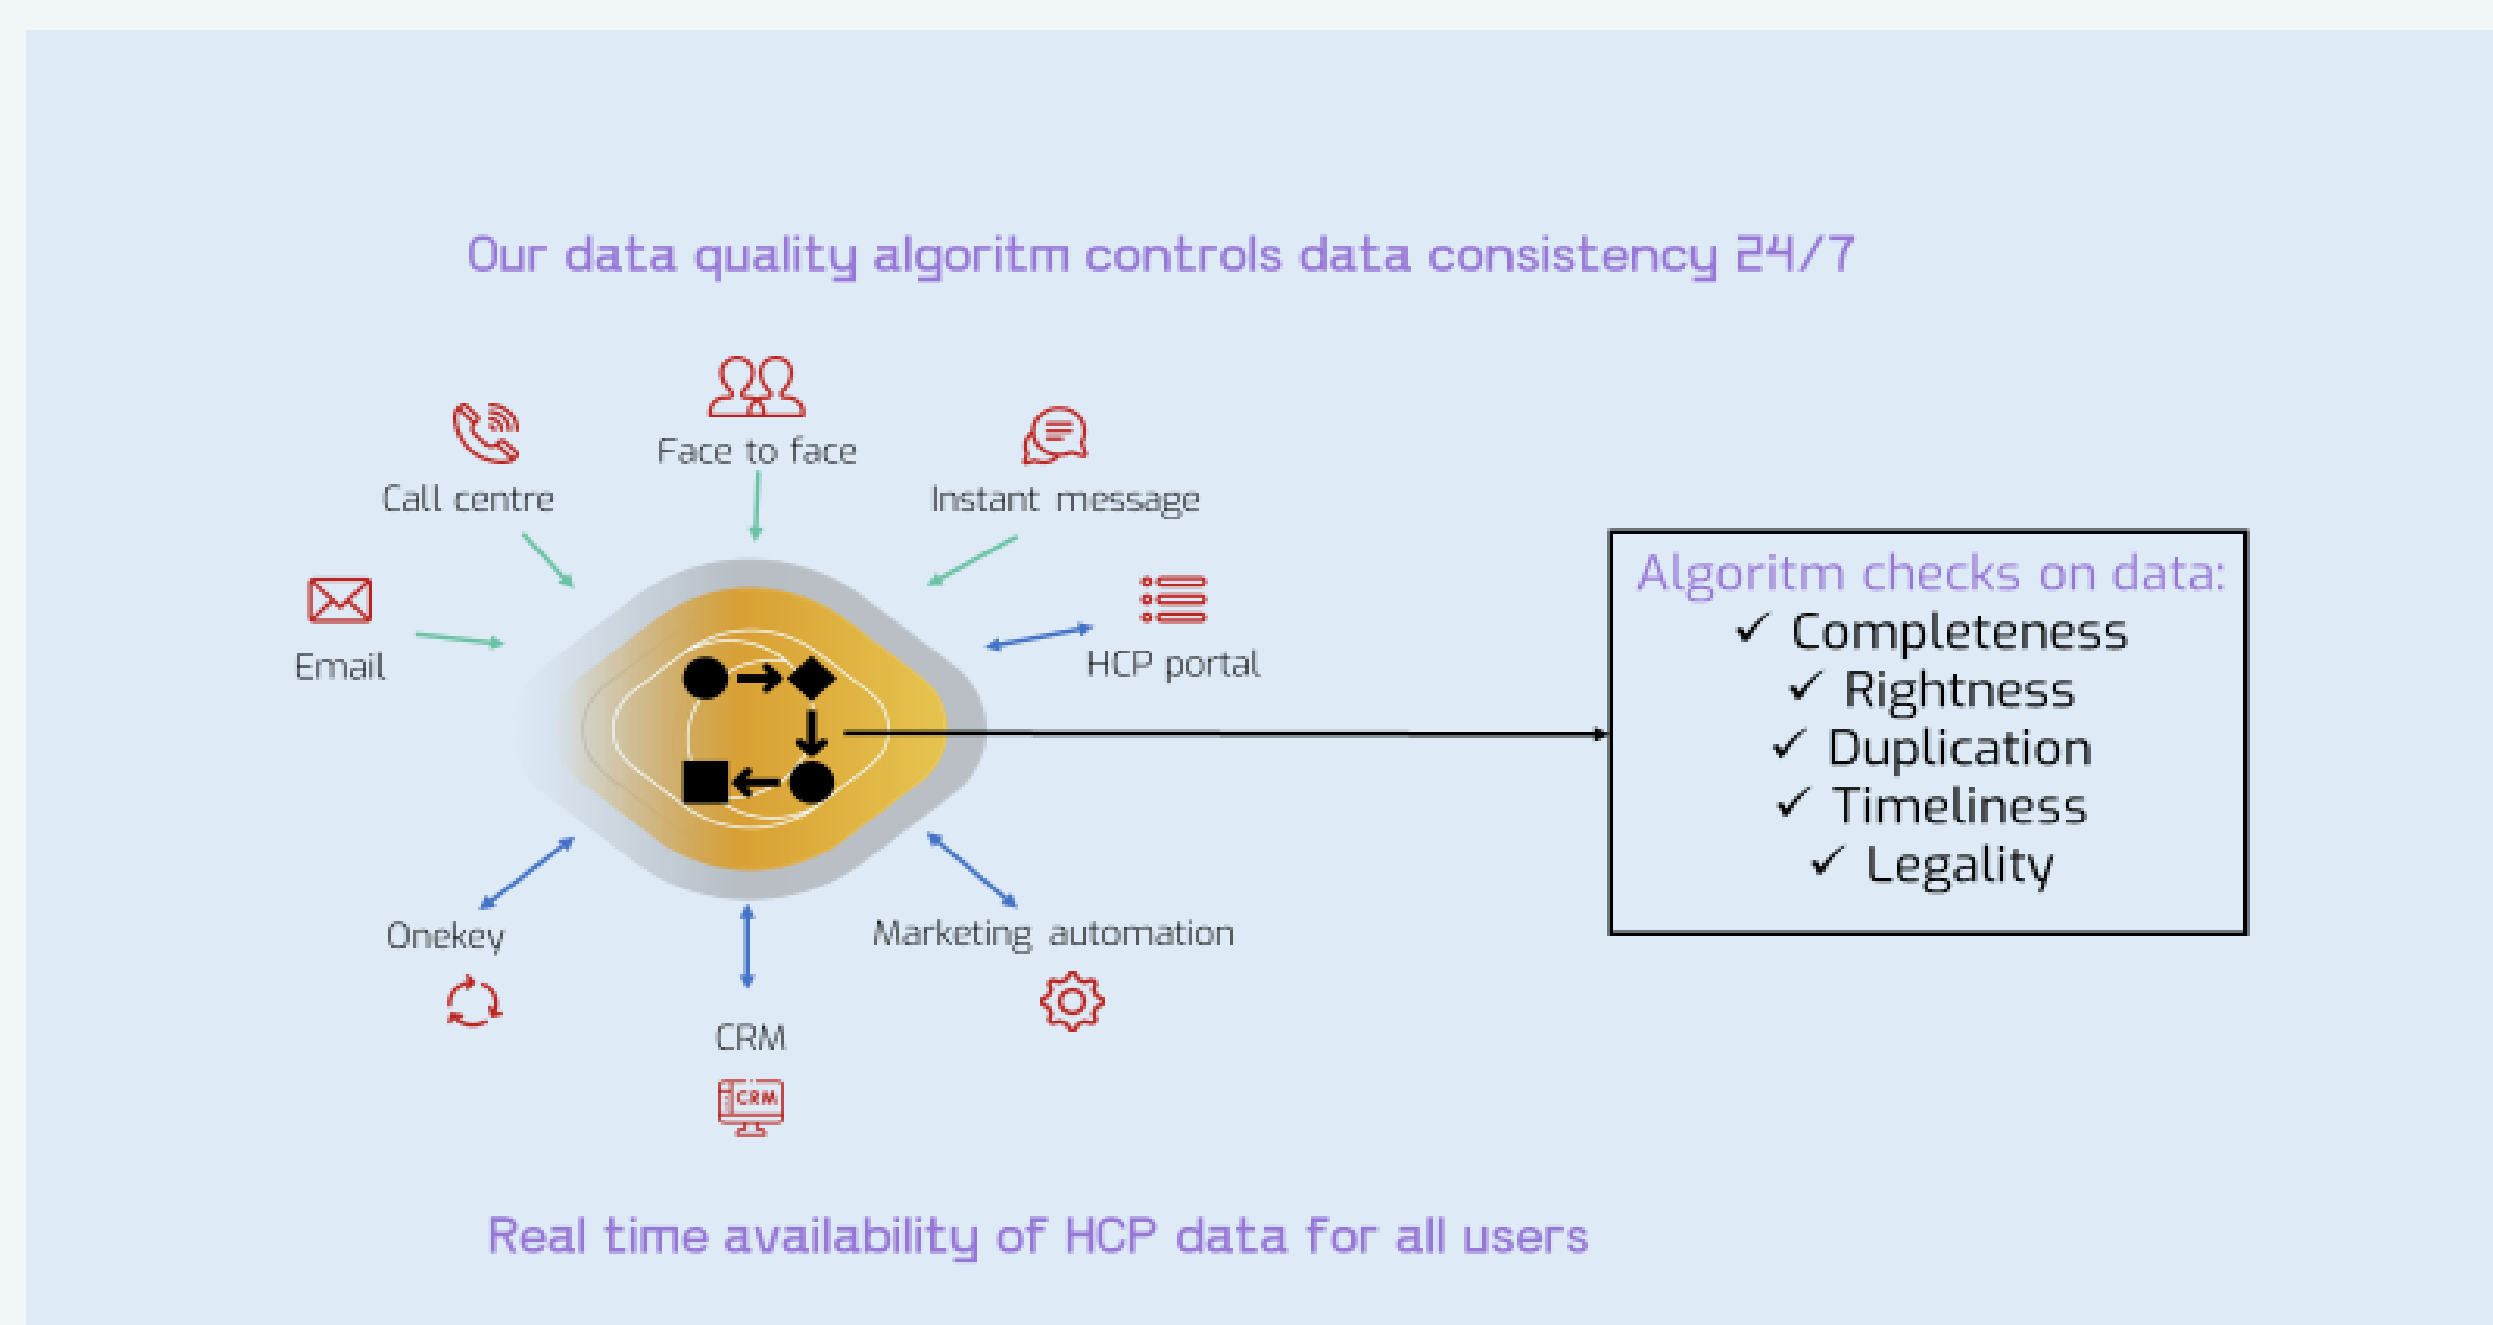 Our data quality algoritm controls data consistency 24/7
Face to face
Call centre
Instant message
Email
HCP portal
Algoritm checks on data:
✓ Completeness
✓ Rightness
✓ Duplication
✓ Timeliness
✓ Legality
Onekey
Marketing automation
CRM
CRM
Real time availability of HCP data for all users